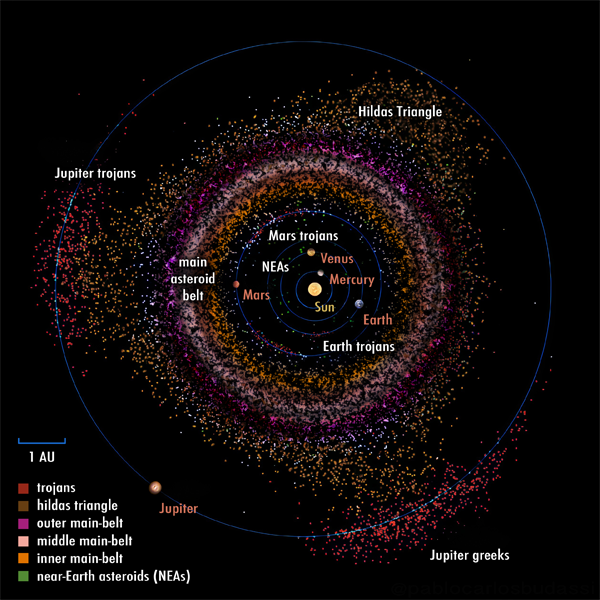 Hildas Triangle
Jupiter trojans
Mars trojans
Venus
NEAs
main
asteroid
belt
Mercury
Mars
Sun
Earth
Earth trojans
1 AU
Jupiter
Jupiter greeks
trojans
hildas triangle
outer main-belt
middle main-belt
inner main-belt
near-Earth asteroids (NEAs)